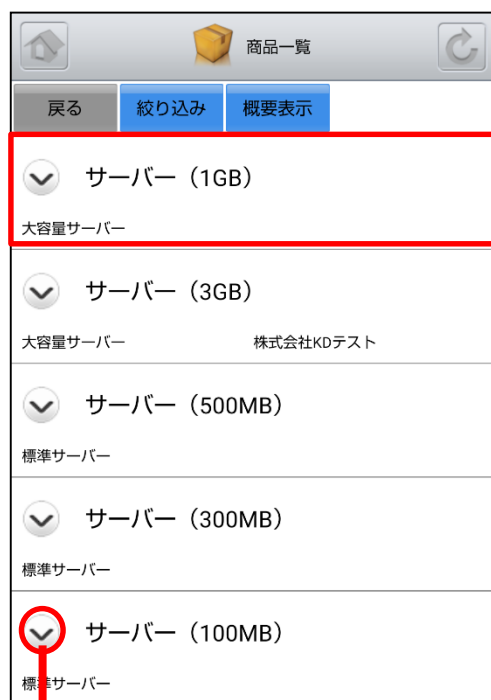 商品一覧
戻る 絞り込み 概要表示
サーバー（1GB）
大容量サーバー
サーバー（3GB）
大容量サーバー 株式会社KDテスト
サーバー（500MB）
標準サーバー
サーバー（300MB）
標準サーバー
サーバー（100MB）
標準サーバー